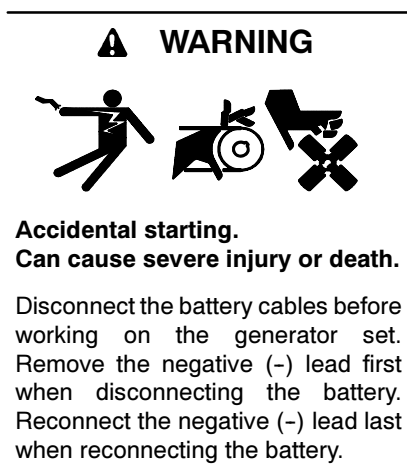 WARNING
Accidental starting.
Can cause severe injury or death.
Disconnect the battery cables before
working on the generator set.
Remove the negative (–) lead first
when disconnecting the battery.
Reconnect the negative (–) lead last
when reconnecting the battery.